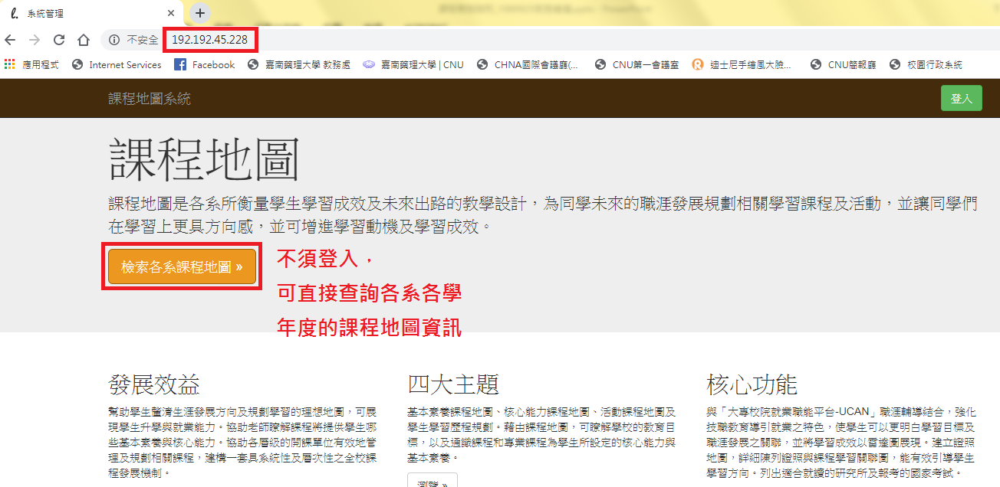 系統管理
不安全 192.192.45.228
應用程式 Internet Services Facebook 嘉南藥理大學 教務處 嘉南藥理大學 | CNU CHNA國際會議廳(... CNU第一會議室 迪士尼手繪風大臉... CNU簡報廳 校園行政系統
課程地圖系統 登入
課程地圖
課程地圖是各系所衡量學生學習成效及未來出路的教學設計，為同學未來的職涯發展規劃相關學習課程及活動，並讓同學們
在學習上更具方向感，並可增進學習動機及學習成效。
檢索各系課程地圖 »
不須登入，
可直接查詢各系各學
年度的課程地圖資訊
發展效益
幫助學生釐清生涯發展方向及規劃學習的理想地圖，可展
現學生升學與就業能力。協助老師瞭解課程將提供學生哪
些基本素養與核心能力。協助各層級的開課單位有效地管
理及規劃相關課程，建構一套具系統性及層次性之全校課
程發展機制。
四大主題
基本素養課程地圖、核心能力課程地圖、活動課程地圖及
學生學習歷程規劃。藉由課程地圖，可瞭解學校的教育目
標，以及通識課程和專業課程為學生所設定的核心能力與
基本素養。
瀏覽 »
核心功能
與「大專校院就業職能平台-UCAN」職涯輔導結合，強化
技職教育導引就業之特色，使學生可以更明白學習目標及
職涯發展之關聯，並將學習成效以雷達圖展現。建立證照
地圖，詳細陳列證照與課程學習關聯圖，能有效引導學生
學習方向。列出適合就讀的研究所及報考的國家考試。